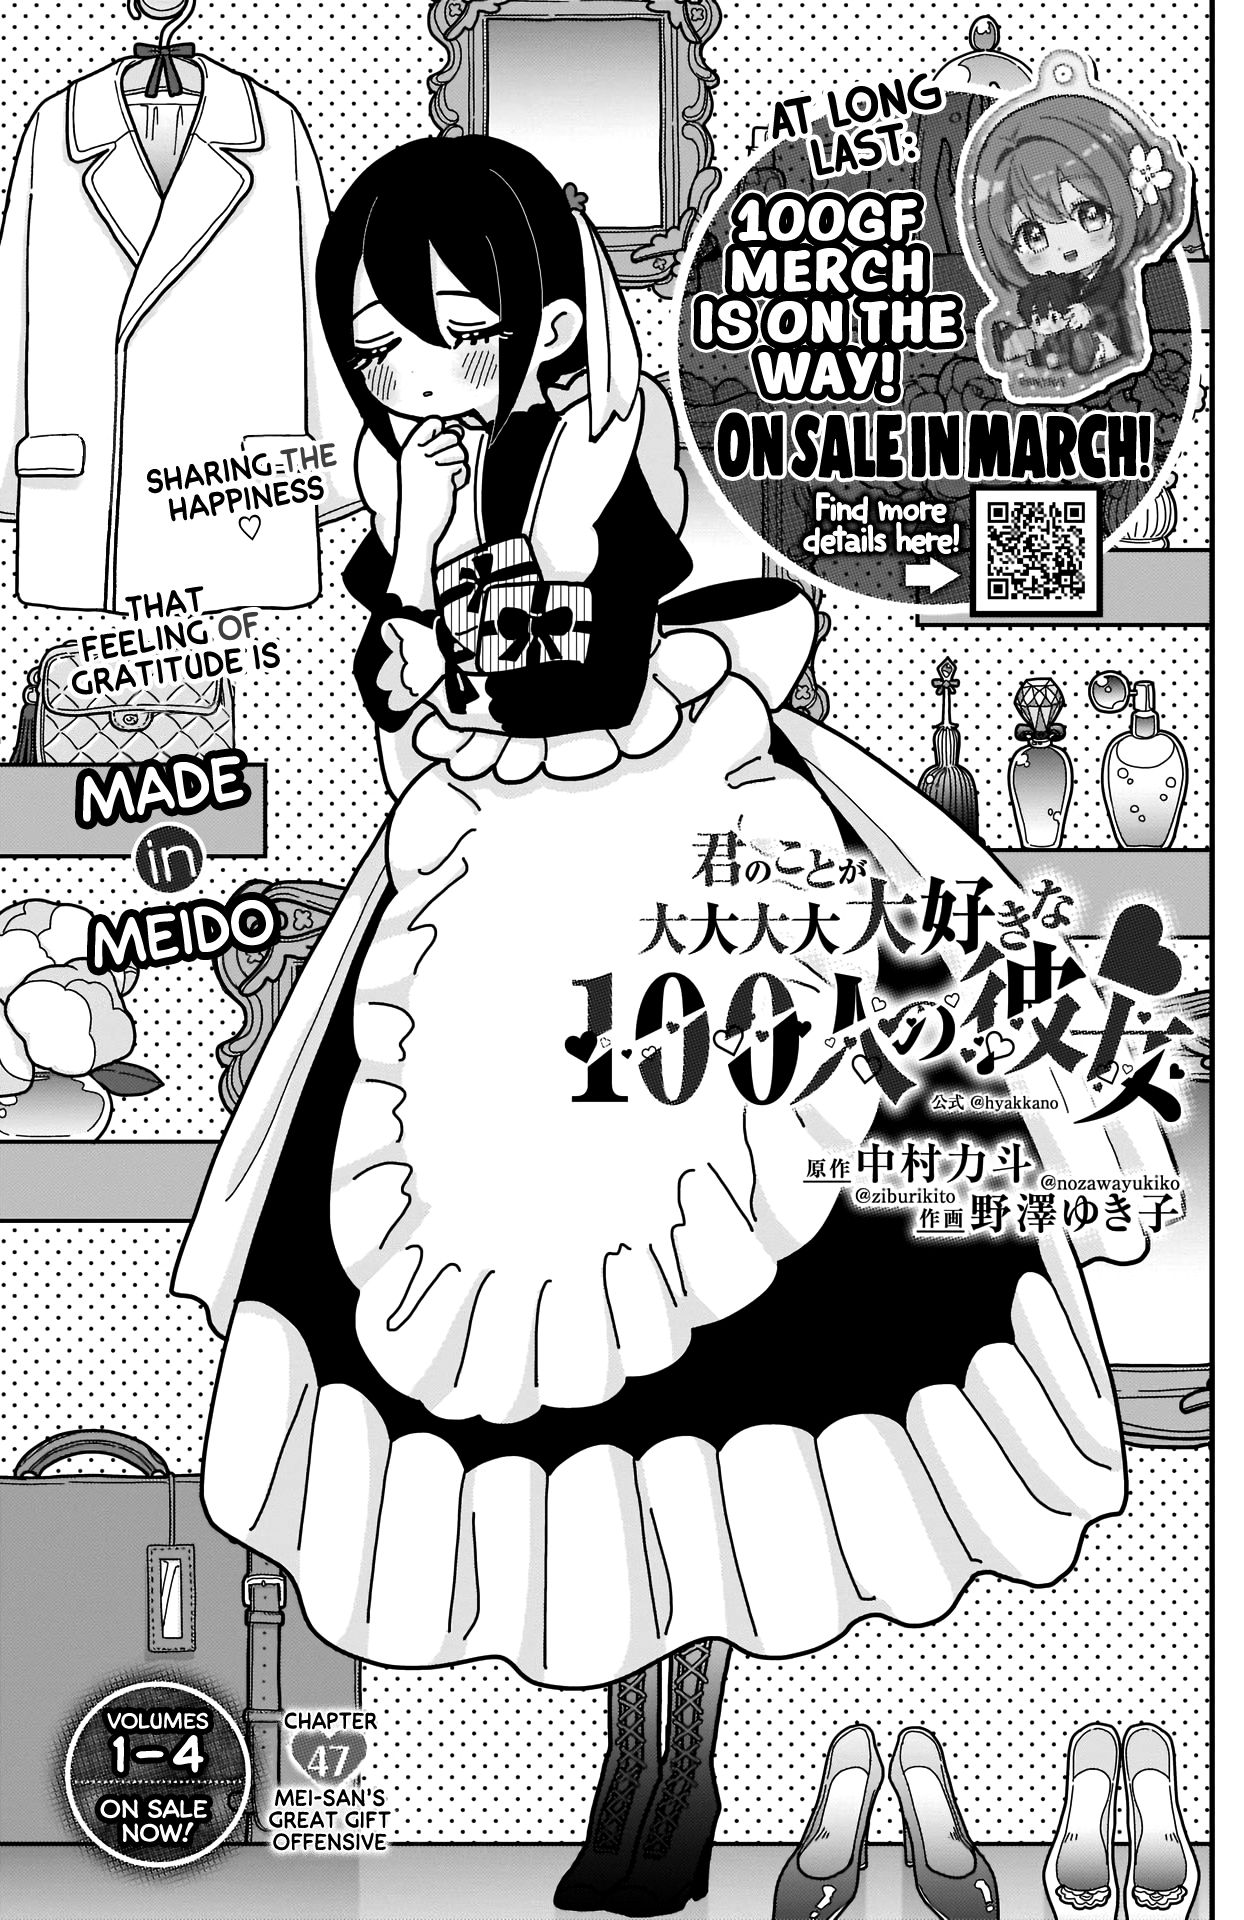 AT LONG
LAST:
100GF
MERCH
IS ON THE
WAY!
ON SALE IN MARCH!
Find more
details here!
SHARING THE
HAPPINESS
♡
THAT
FEELING OF
GRATITUDE IS
MADE
in
MEIDO
君のことが
大大大大大好きな
100人の彼女
公式 @hyakkano
原作 中村力斗
@ziburikito
@nozawayukiko
作画 野澤ゆき子
VOLUMES
1-4
ON SALE
NOW!
CHAPTER
47
MEI-SAN'S
GREAT GIFT
OFFENSIVE